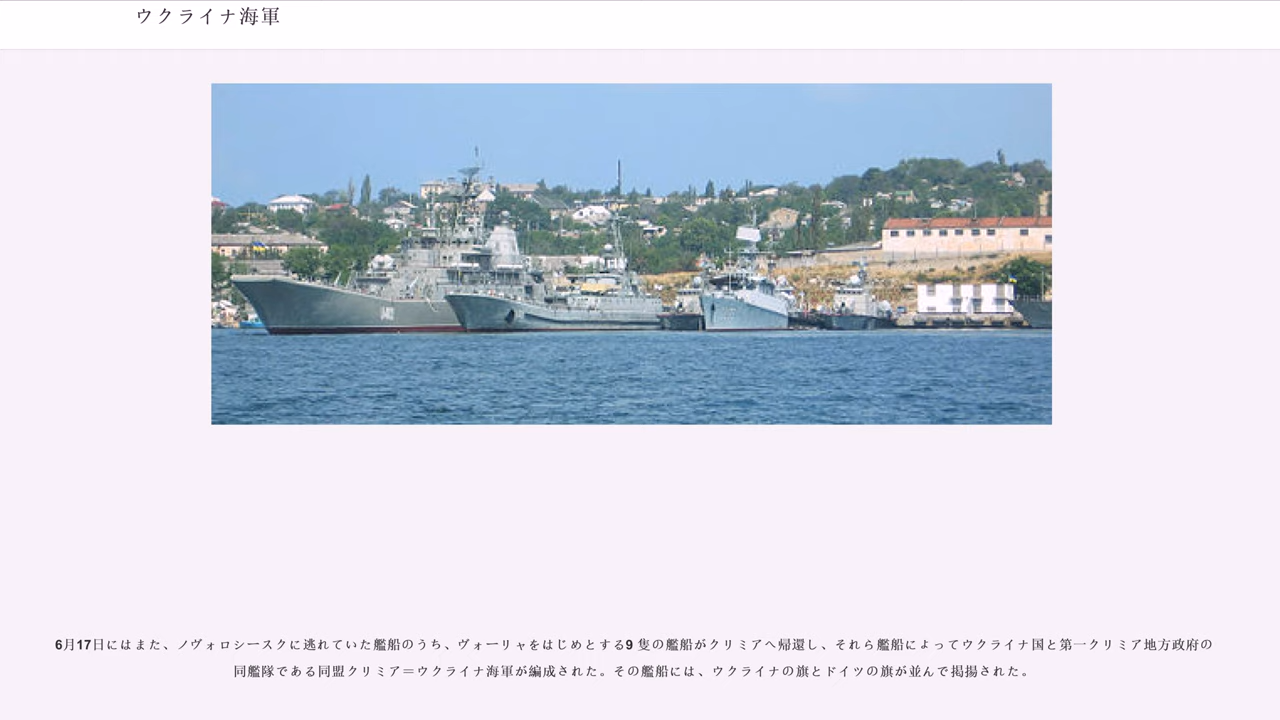 ウクライナ海軍
6月17日にはまた、ノヴォロシースクに逃れていた艦船のうち、ヴォーリャをはじめとする9 隻の艦船がクリミアへ帰還し、それら艦船によってウクライナ国と第一クリミア地方政府の
同艦隊である同盟クリミア＝ウクライナ海軍が編成された。その艦船には、ウクライナの旗とドイツの旗が並んで掲揚された。